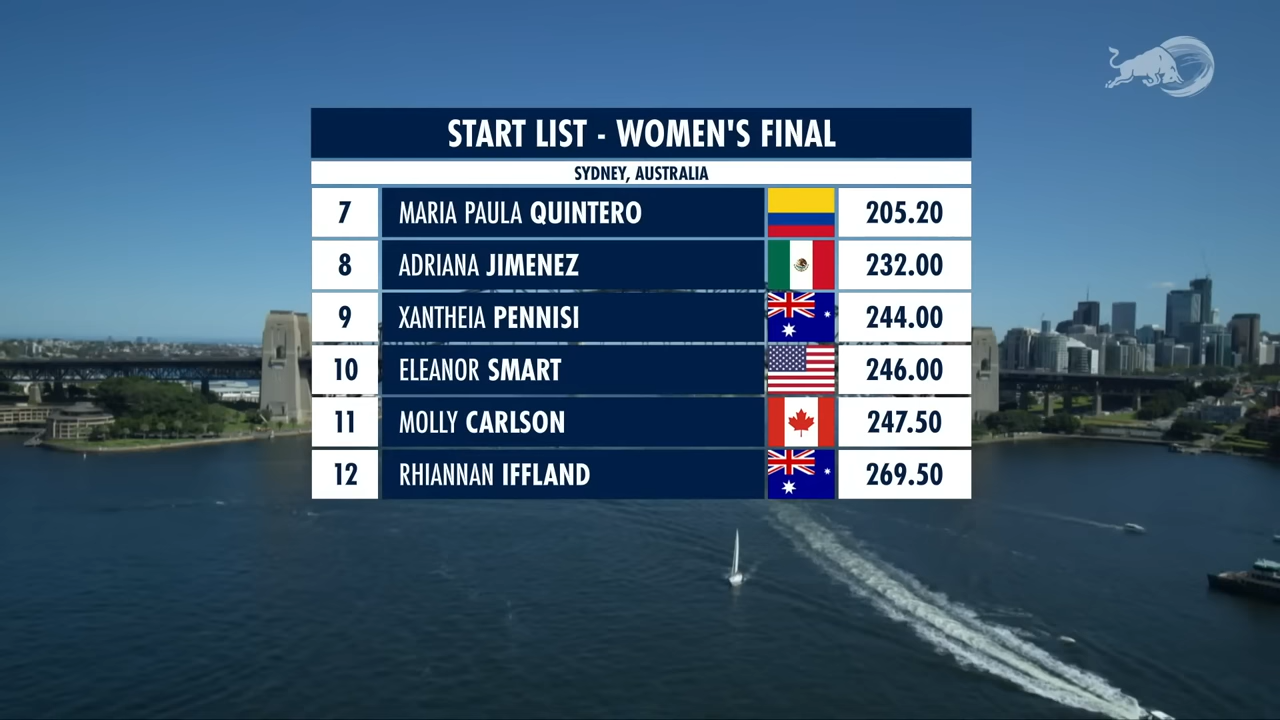 START LIST - WOMEN'S FINAL
SYDNEY, AUSTRALIA
7 MARIA PAULA QUINTERO 205.20
8 ADRIANA JIMENEZ 232.00
9 XANTHEIA PENNISI 244.00
10 ELEANOR SMART 246.00
11 MOLLY CARLSON 247.50
12 RHIANNAN IFFLAND 269.50